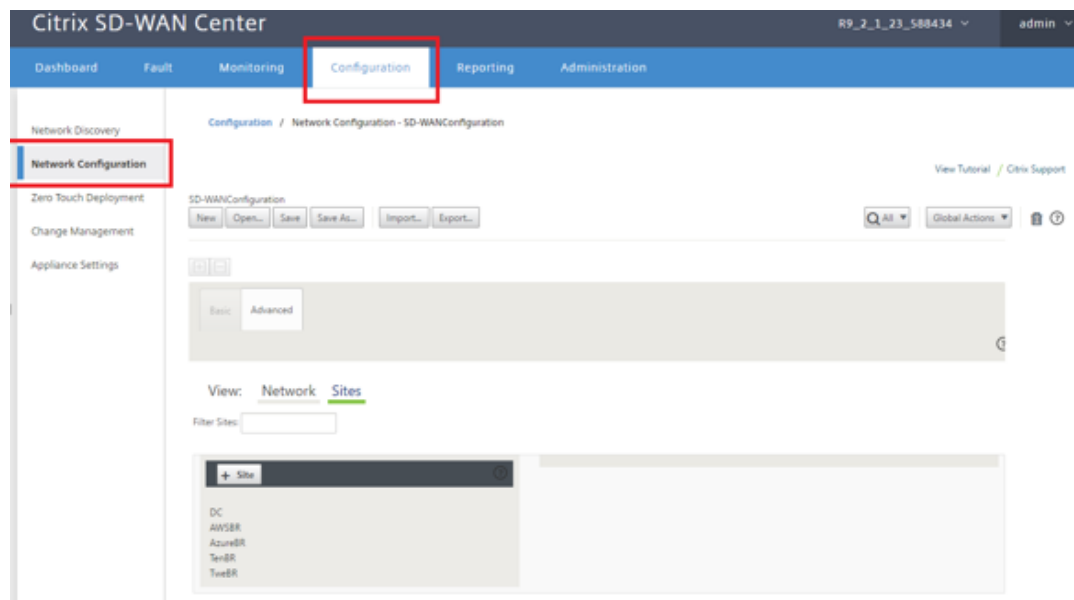 Citrix SD-WAN Center R9_2_1_23_588434 admin
Dashboard Fault Monitoring Configuration Reporting Administration
Network Discovery
Network Configuration
Zero Touch Deployment
Change Management
Appliance Settings
Configuration / Network Configuration - SD-WANConfiguration
View Tutorial / Citrix Support
SD-WANConfiguration
New Open... Save Save As... Import... Export... All Global Actions
Basic Advanced
View: Network Sites
Filter Sites:
+ Site
DC
AWSBR
AzureBR
TenBR
TweBR